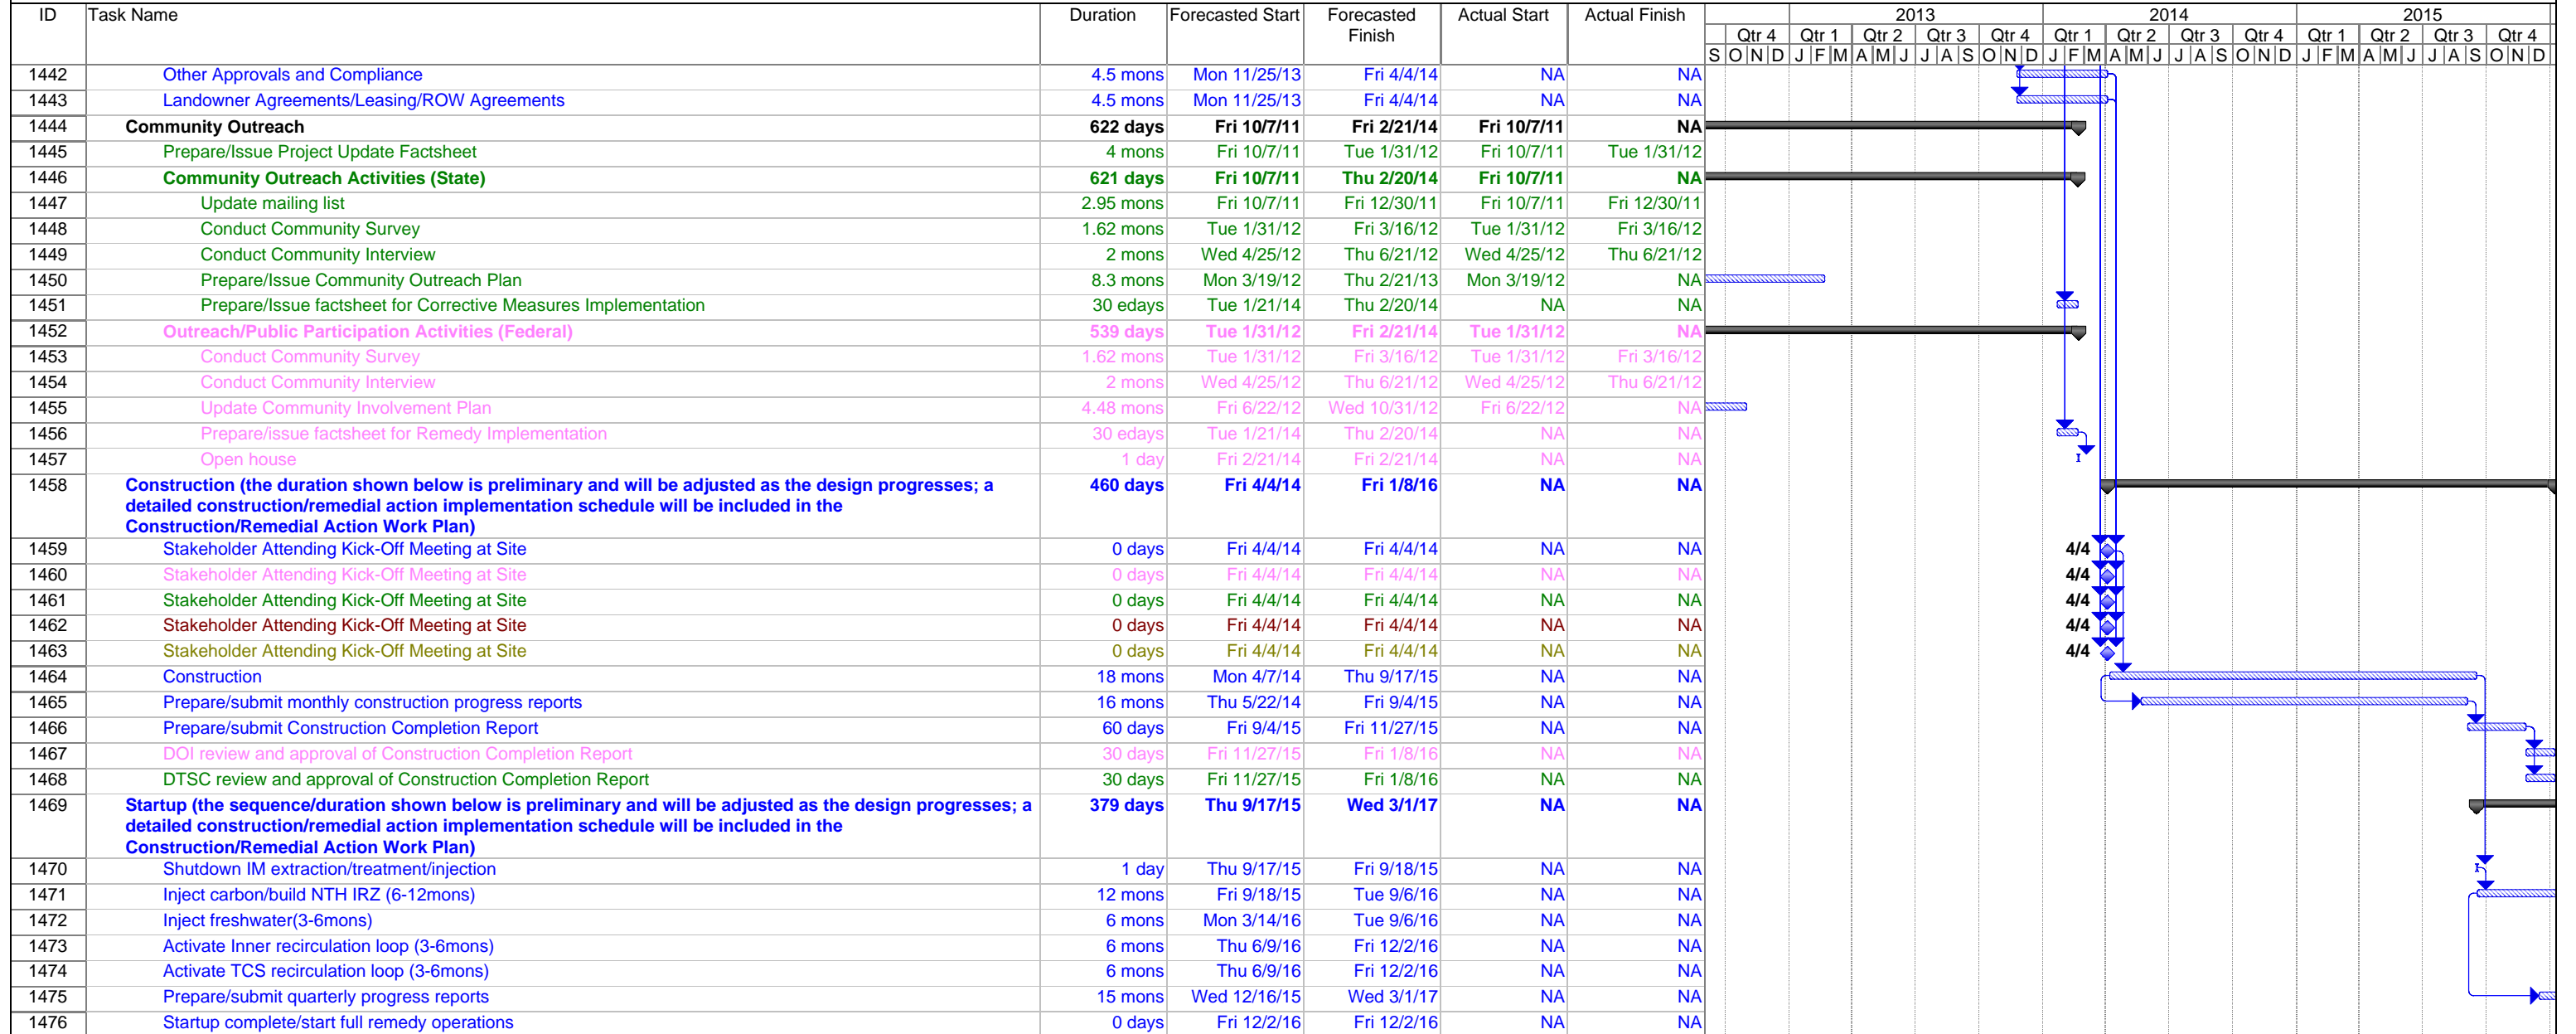 ID Task Name Duration Forecasted Start Forecasted Actual Start Actual Finish 2013 2014 2015
Finish Qtr 4 Qtr 1 Qtr 2 Qtr 3 Qtr 4 Qtr 1 Qtr 2 Qtr 3 Qtr 4 Qtr 1 Qtr 2 Qtr 3 Qtr 4
S O N D J F M A M J J A S O N D J F M A M J J A S O N D J F M A M J J A S O N D
1442 Other Approvals and Compliance 4.5 mons Mon 11/25/13 Fri 4/4/14 NA NA
1443 Landowner Agreements/Leasing/ROW Agreements 4.5 mons Mon 11/25/13 Fri 4/4/14 NA NA
1444 Community Outreach 622 days Fri 10/7/11 Fri 2/21/14 Fri 10/7/11 NA
1445 Prepare/Issue Project Update Factsheet 4 mons Fri 10/7/11 Tue 1/31/12 Fri 10/7/11 Tue 1/31/12
1446 Community Outreach Activities (State) 621 days Fri 10/7/11 Thu 2/20/14 Fri 10/7/11 NA
1447 Update mailing list 2.95 mons Fri 10/7/11 Fri 12/30/11 Fri 10/7/11 Fri 12/30/11
1448 Conduct Community Survey 1.62 mons Tue 1/31/12 Fri 3/16/12 Tue 1/31/12 Fri 3/16/12
1449 Conduct Community Interview 2 mons Wed 4/25/12 Thu 6/21/12 Wed 4/25/12 Thu 6/21/12
1450 Prepare/Issue Community Outreach Plan 8.3 mons Mon 3/19/12 Thu 2/21/13 Mon 3/19/12 NA
1451 Prepare/Issue factsheet for Corrective Measures Implementation 30 edays Tue 1/21/14 Thu 2/20/14 NA NA
1452 Outreach/Public Participation Activities (Federal) 539 days Tue 1/31/12 Fri 2/21/14 Tue 1/31/12 NA
1453 Conduct Community Survey 1.62 mons Tue 1/31/12 Fri 3/16/12 Tue 1/31/12 Fri 3/16/12
1454 Conduct Community Interview 2 mons Wed 4/25/12 Thu 6/21/12 Wed 4/25/12 Thu 6/21/12
1455 Update Community Involvement Plan 4.48 mons Fri 6/22/12 Wed 10/31/12 Fri 6/22/12 NA
1456 Prepare/issue factsheet for Remedy Implementation 30 edays Tue 1/21/14 Thu 2/20/14 NA NA
1457 Open house 1 day Fri 2/21/14 Fri 2/21/14 NA NA
1458 Construction (the duration shown below is preliminary and will be adjusted as the design progresses; a 460 days Fri 4/4/14 Fri 1/8/16 NA NA
detailed construction/remedial action implementation schedule will be included in the
Construction/Remedial Action Work Plan)
1459 Stakeholder Attending Kick-Off Meeting at Site 0 days Fri 4/4/14 Fri 4/4/14 NA NA 4/4
1460 Stakeholder Attending Kick-Off Meeting at Site 0 days Fri 4/4/14 Fri 4/4/14 NA NA 4/4
1461 Stakeholder Attending Kick-Off Meeting at Site 0 days Fri 4/4/14 Fri 4/4/14 NA NA 4/4
1462 Stakeholder Attending Kick-Off Meeting at Site 0 days Fri 4/4/14 Fri 4/4/14 NA NA 4/4
1463 Stakeholder Attending Kick-Off Meeting at Site 0 days Fri 4/4/14 Fri 4/4/14 NA NA 4/4
1464 Construction 18 mons Mon 4/7/14 Thu 9/17/15 NA NA
1465 Prepare/submit monthly construction progress reports 16 mons Thu 5/22/14 Fri 9/4/15 NA NA
1466 Prepare/submit Construction Completion Report 60 days Fri 9/4/15 Fri 11/27/15 NA NA
1467 DOI review and approval of Construction Completion Report 30 days Fri 11/27/15 Fri 1/8/16 NA NA
1468 DTSC review and approval of Construction Completion Report 30 days Fri 11/27/15 Fri 1/8/16 NA NA
1469 Startup (the sequence/duration shown below is preliminary and will be adjusted as the design progresses; a 379 days Thu 9/17/15 Wed 3/1/17 NA NA
detailed construction/remedial action implementation schedule will be included in the
Construction/Remedial Action Work Plan)
1470 Shutdown IM extraction/treatment/injection 1 day Thu 9/17/15 Fri 9/18/15 NA NA
1471 Inject carbon/build NTH IRZ (6-12mons) 12 mons Fri 9/18/15 Tue 9/6/16 NA NA
1472 Inject freshwater(3-6mons) 6 mons Mon 3/14/16 Tue 9/6/16 NA NA
1473 Activate Inner recirculation loop (3-6mons) 6 mons Thu 6/9/16 Fri 12/2/16 NA NA
1474 Activate TCS recirculation loop (3-6mons) 6 mons Thu 6/9/16 Fri 12/2/16 NA NA
1475 Prepare/submit quarterly progress reports 15 mons Wed 12/16/15 Wed 3/1/17 NA NA
1476 Startup complete/start full remedy operations 0 days Fri 12/2/16 Fri 12/2/16 NA NA